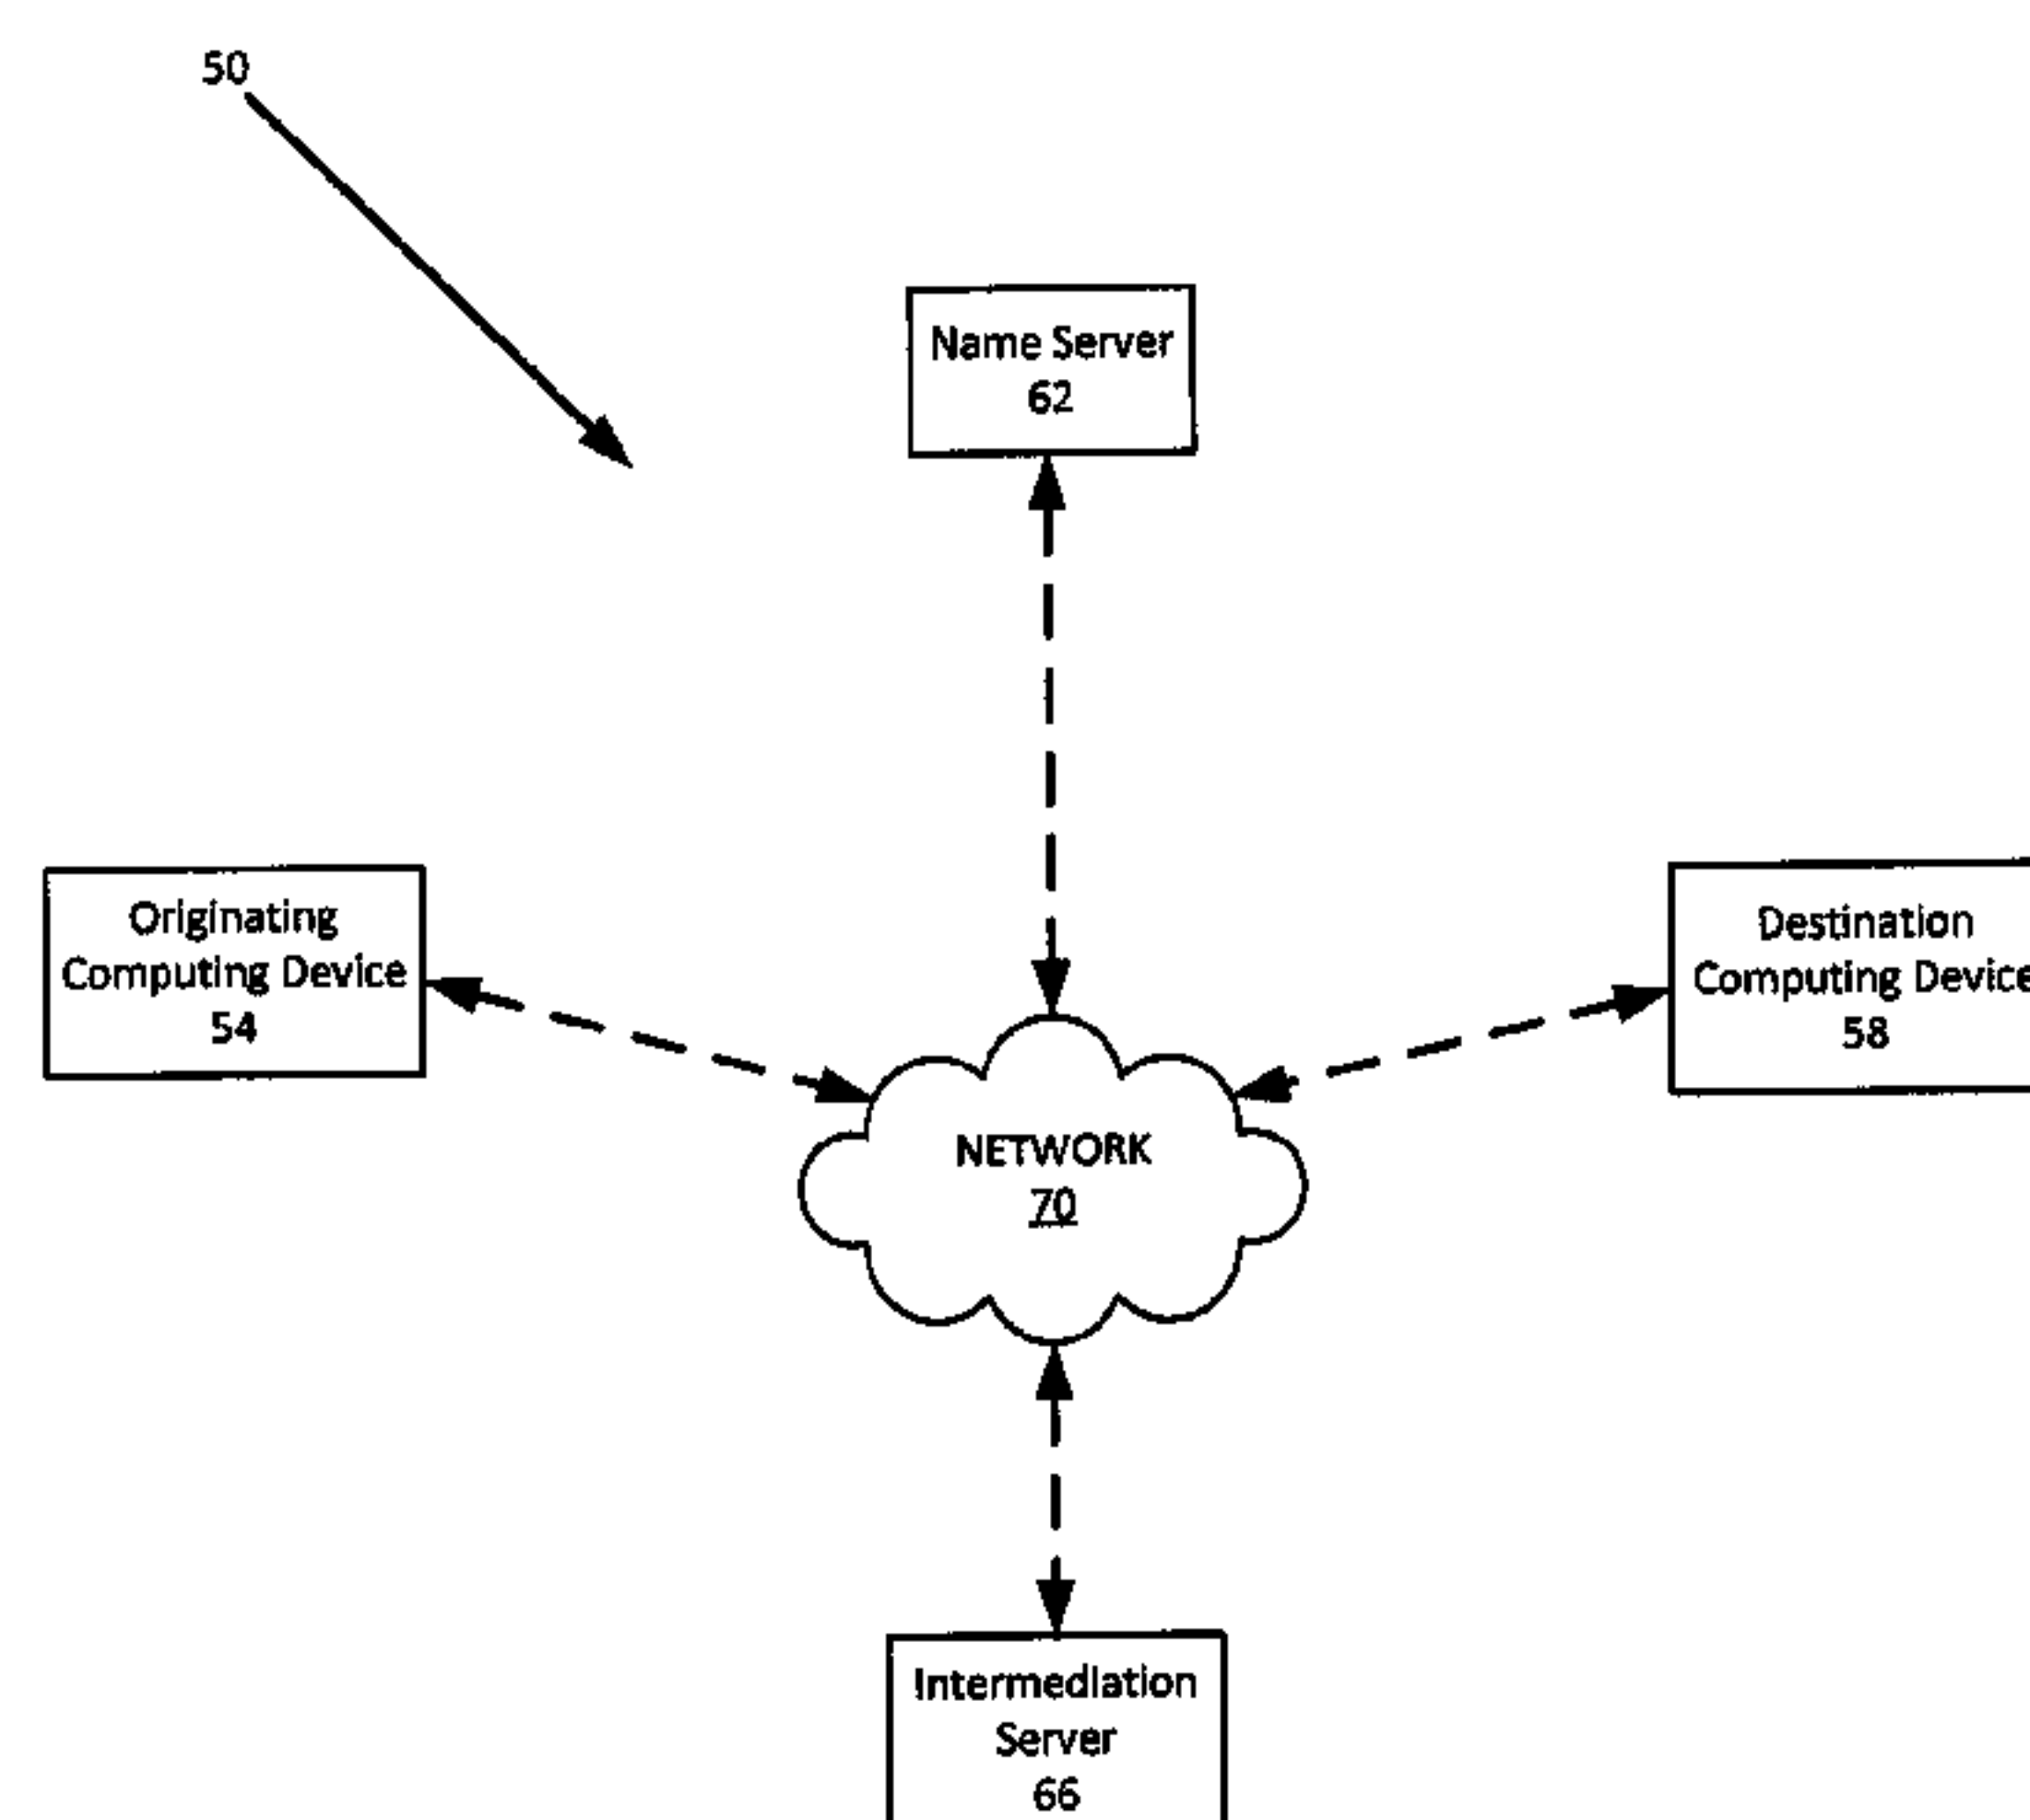 50
Name Server
62
Originating
Computing Device
54
Destination
Computing Device
58
NETWORK
70
Intermediation
Server
66